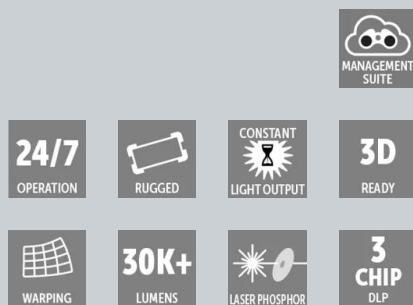 MANAGEMENT
SUITE
24/7
OPERATION
RUGGED
CONSTANT
LIGHT OUTPUT
3D
READY
WARPING
30K+
LUMENS
LASER PHOSPHOR
3
CHIP
DLP